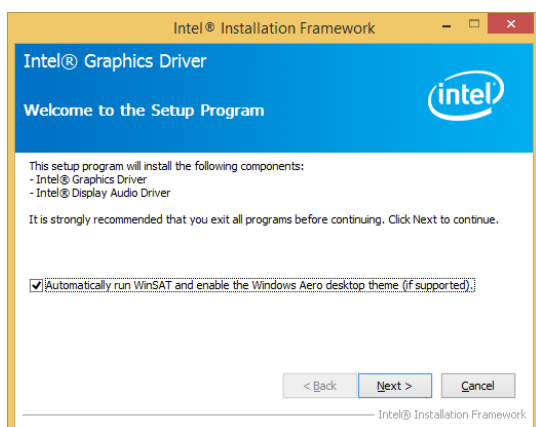 Intel® Installation Framework
Intel® Graphics Driver
intel
Welcome to the Setup Program
This setup program will install the following components:
- Intel® Graphics Driver
- Intel® Display Audio Driver
It is strongly recommended that you exit all programs before continuing. Click Next to continue.
Automatically run WinSAT and enable the Windows Aero desktop theme (if supported).
< Back Next > Cancel
Intel® Installation Framework